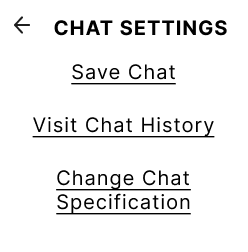 CHAT SETTINGS
Save Chat
Visit Chat History
Change Chat
Specification